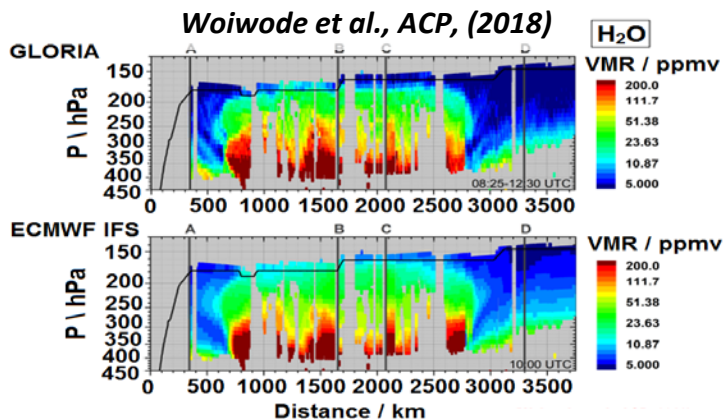 Woiwode et al., ACP, (2018)
GLORIA
H₂O
A B C D
VMR / ppmv
P \ hPa
150
200
250
300
350
400
450
200.0
111.7
51.38
23.63
10.87
5.000
08:25-12:30 UTC
0 500 1000 1500 2000 2500 3000 3500
ECMWF IFS
A B C D
VMR / ppmv
P \ hPa
150
200
250
300
350
400
450
200.0
111.7
51.38
23.63
10.87
5.000
10:00 UTC
0 500 1000 1500 2000 2500 3000 3500
Distance / km